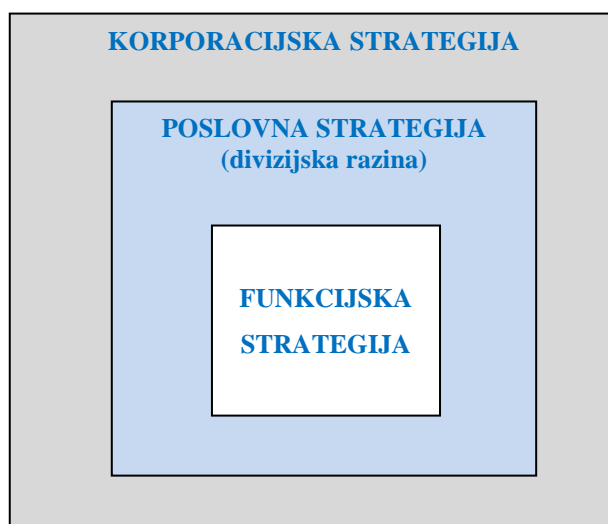 KORPORACIJSKA STRATEGIJA
POSLOVNA STRATEGIJA
(divizijska razina)
FUNKCIJSKA
STRATEGIJA